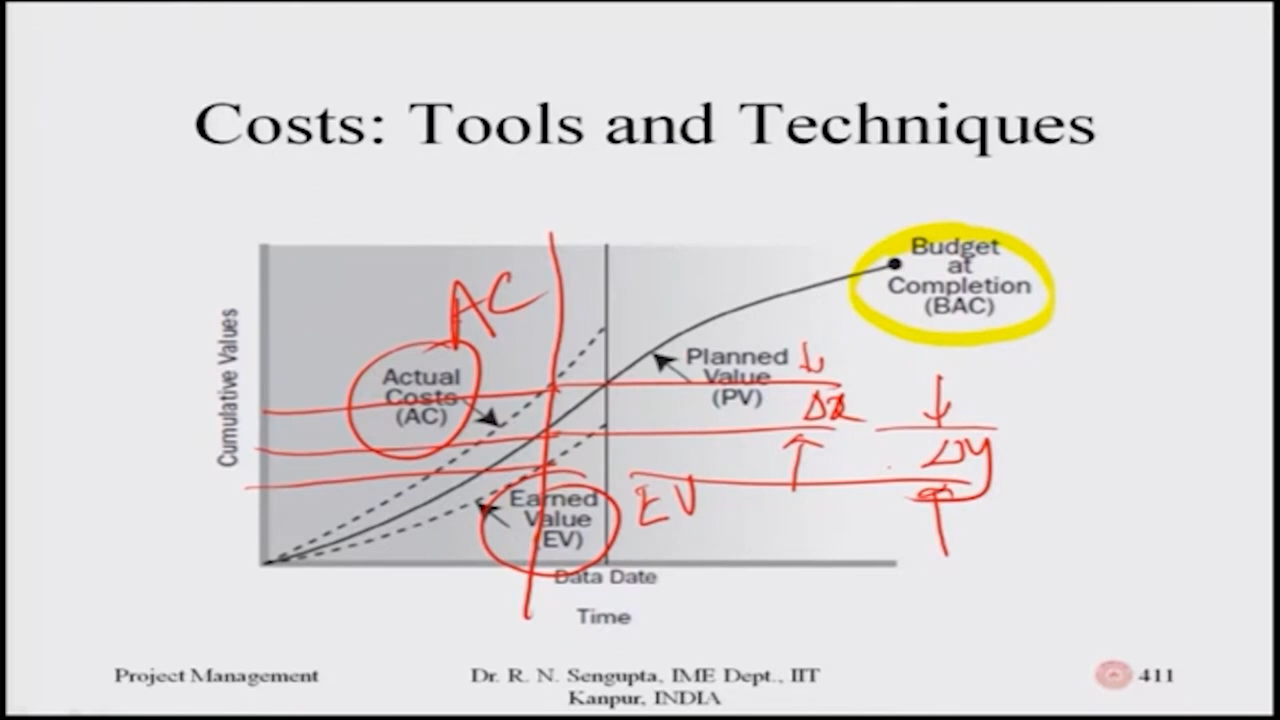 Costs: Tools and Techniques
Cumulative Values
AC
Actual
Costs
(AC)
Budget
at
Completion
(BAC)
Planned
Value
(PV)
Δx
Δy
Earned
Value
(EV)
EV
Data Date
Time
Project Management
Dr. R. N. Sengupta, IME Dept., IIT
Kanpur, INDIA
411